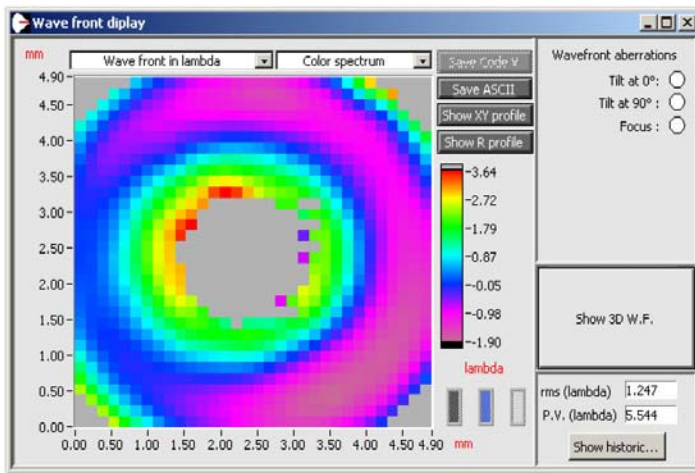 Wave front diplay
mm
Wave front in lambda
Color spectrum
Save Code V
Save ASCII
Show XY profile
Show R profile
Wavefront aberrations
Tilt at 0°:
Tilt at 90° :
Focus :
4.90
4.50
4.00
3.50
3.00
2.50
2.00
1.50
1.00
0.50
0.00
0.00 0.50 1.00 1.50 2.00 2.50 3.00 3.50 4.00 4.50 4.90
mm
3.64
2.72
1.79
0.87
-0.05
-0.98
-1.90
lambda
Show 3D W.F.
rms (lambda) 1.247
P.V. (lambda) 5.544
Show historic...